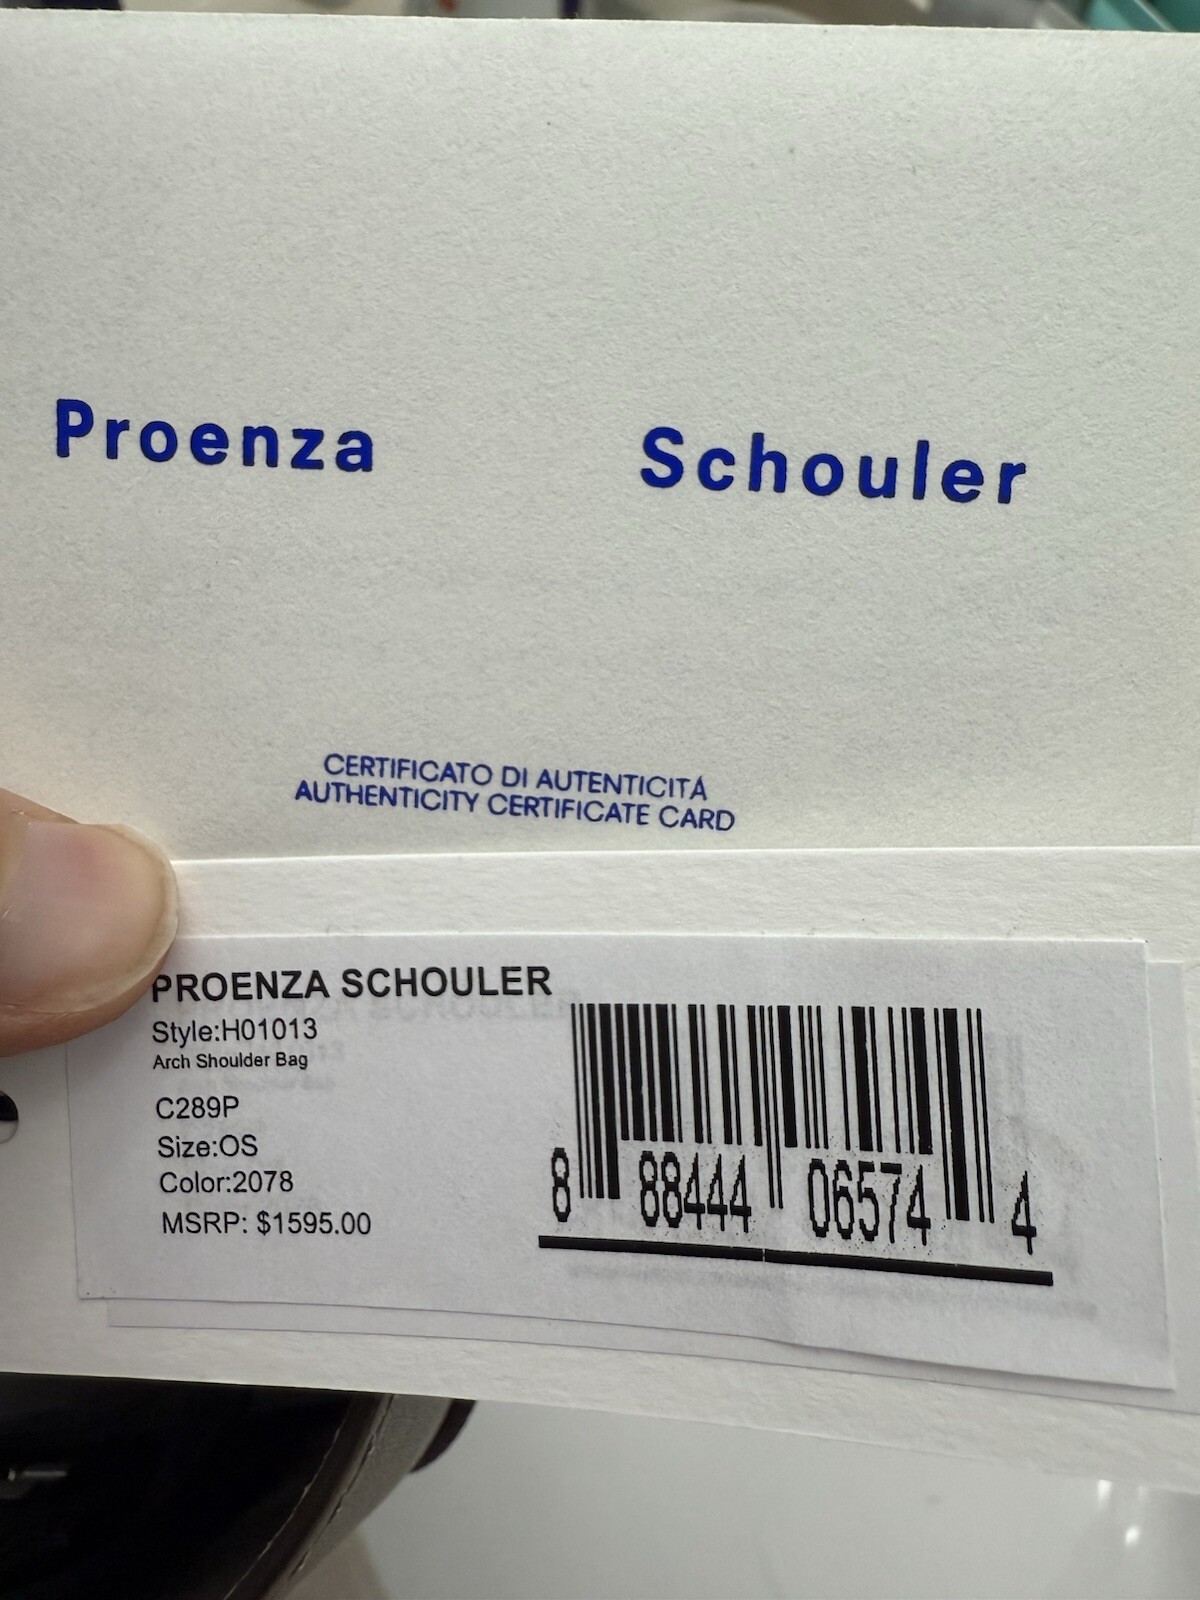 Proenza Schouler
CERTIFICATO DI AUTENTICITÁ
AUTHENTICITY CERTIFICATE CARD
PROENZA SCHOULER
Style:H01013
Arch Shoulder Bag
C289P
Size:OS
Color:2078
MSRP: $1595.00
8 88444 06574 4